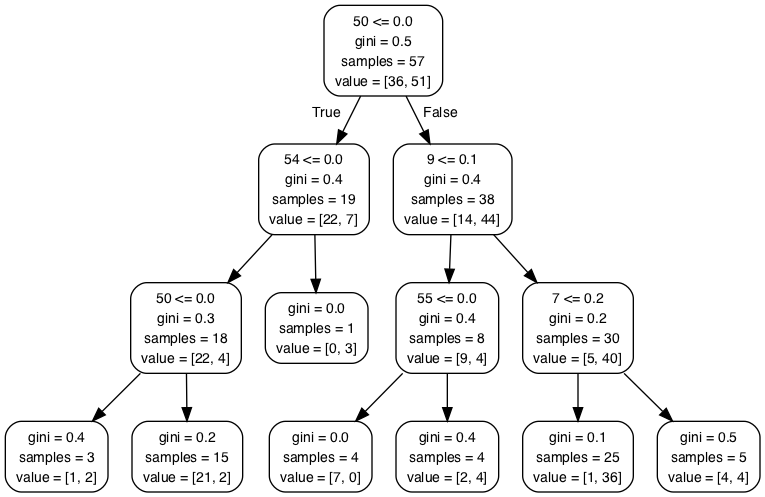 50 <= 0.0
gini = 0.5
samples = 57
value = [36, 51]
True
False
54 <= 0.0
gini = 0.4
samples = 19
value = [22, 7]
9 <= 0.1
gini = 0.4
samples = 38
value = [14, 44]
50 <= 0.0
gini = 0.3
samples = 18
value = [22, 4]
gini = 0.0
samples = 1
value = [0, 3]
55 <= 0.0
gini = 0.4
samples = 8
value = [9, 4]
7 <= 0.2
gini = 0.2
samples = 30
value = [5, 40]
gini = 0.4
samples = 3
value = [1, 2]
gini = 0.2
samples = 15
value = [21, 2]
gini = 0.0
samples = 4
value = [7, 0]
gini = 0.4
samples = 4
value = [2, 4]
gini = 0.1
samples = 25
value = [1, 36]
gini = 0.5
samples = 5
value = [4, 4]